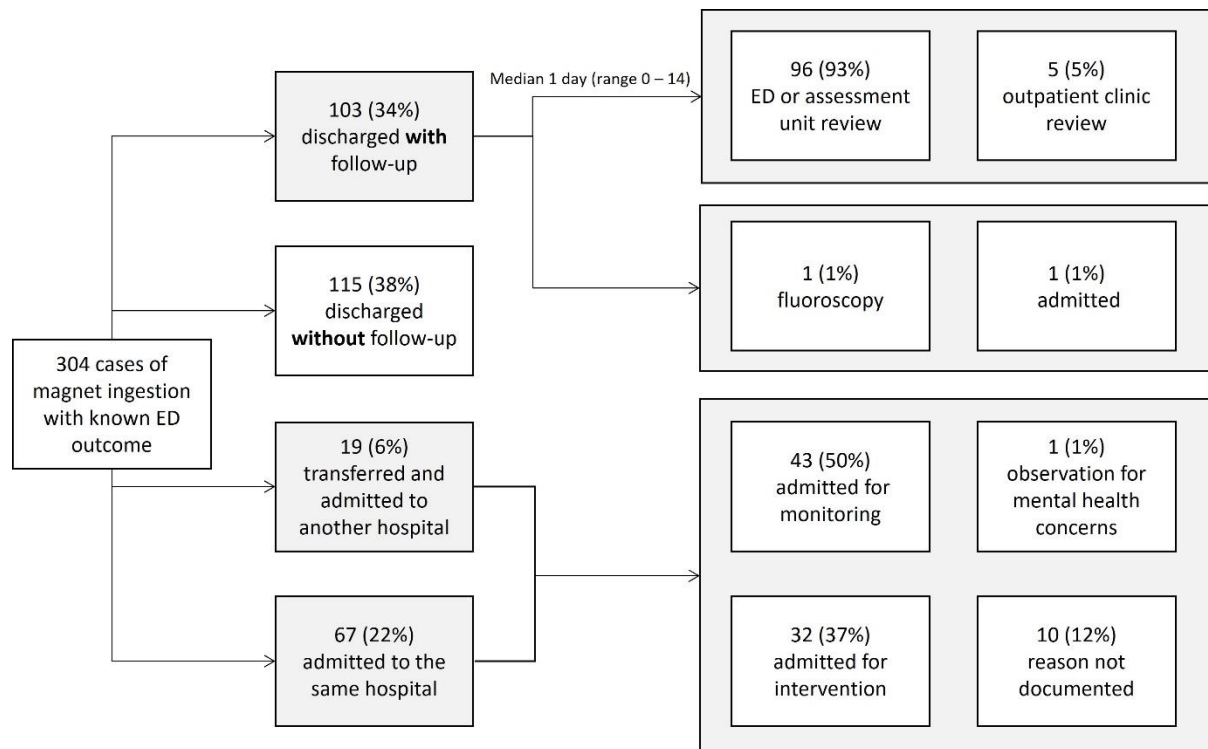 304 cases of
magnet ingestion
with known ED
outcome
103 (34%)
discharged with
follow-up
115 (38%)
discharged
without follow-up
19 (6%)
transferred and
admitted to
another hospital
67 (22%)
admitted to the
same hospital
Median 1 day (range 0 – 14)
96 (93%)
ED or assessment
unit review
5 (5%)
outpatient clinic
review
1 (1%)
fluoroscopy
1 (1%)
admitted
43 (50%)
admitted for
monitoring
1 (1%)
observation for
mental health
concerns
32 (37%)
admitted for
intervention
10 (12%)
reason not
documented